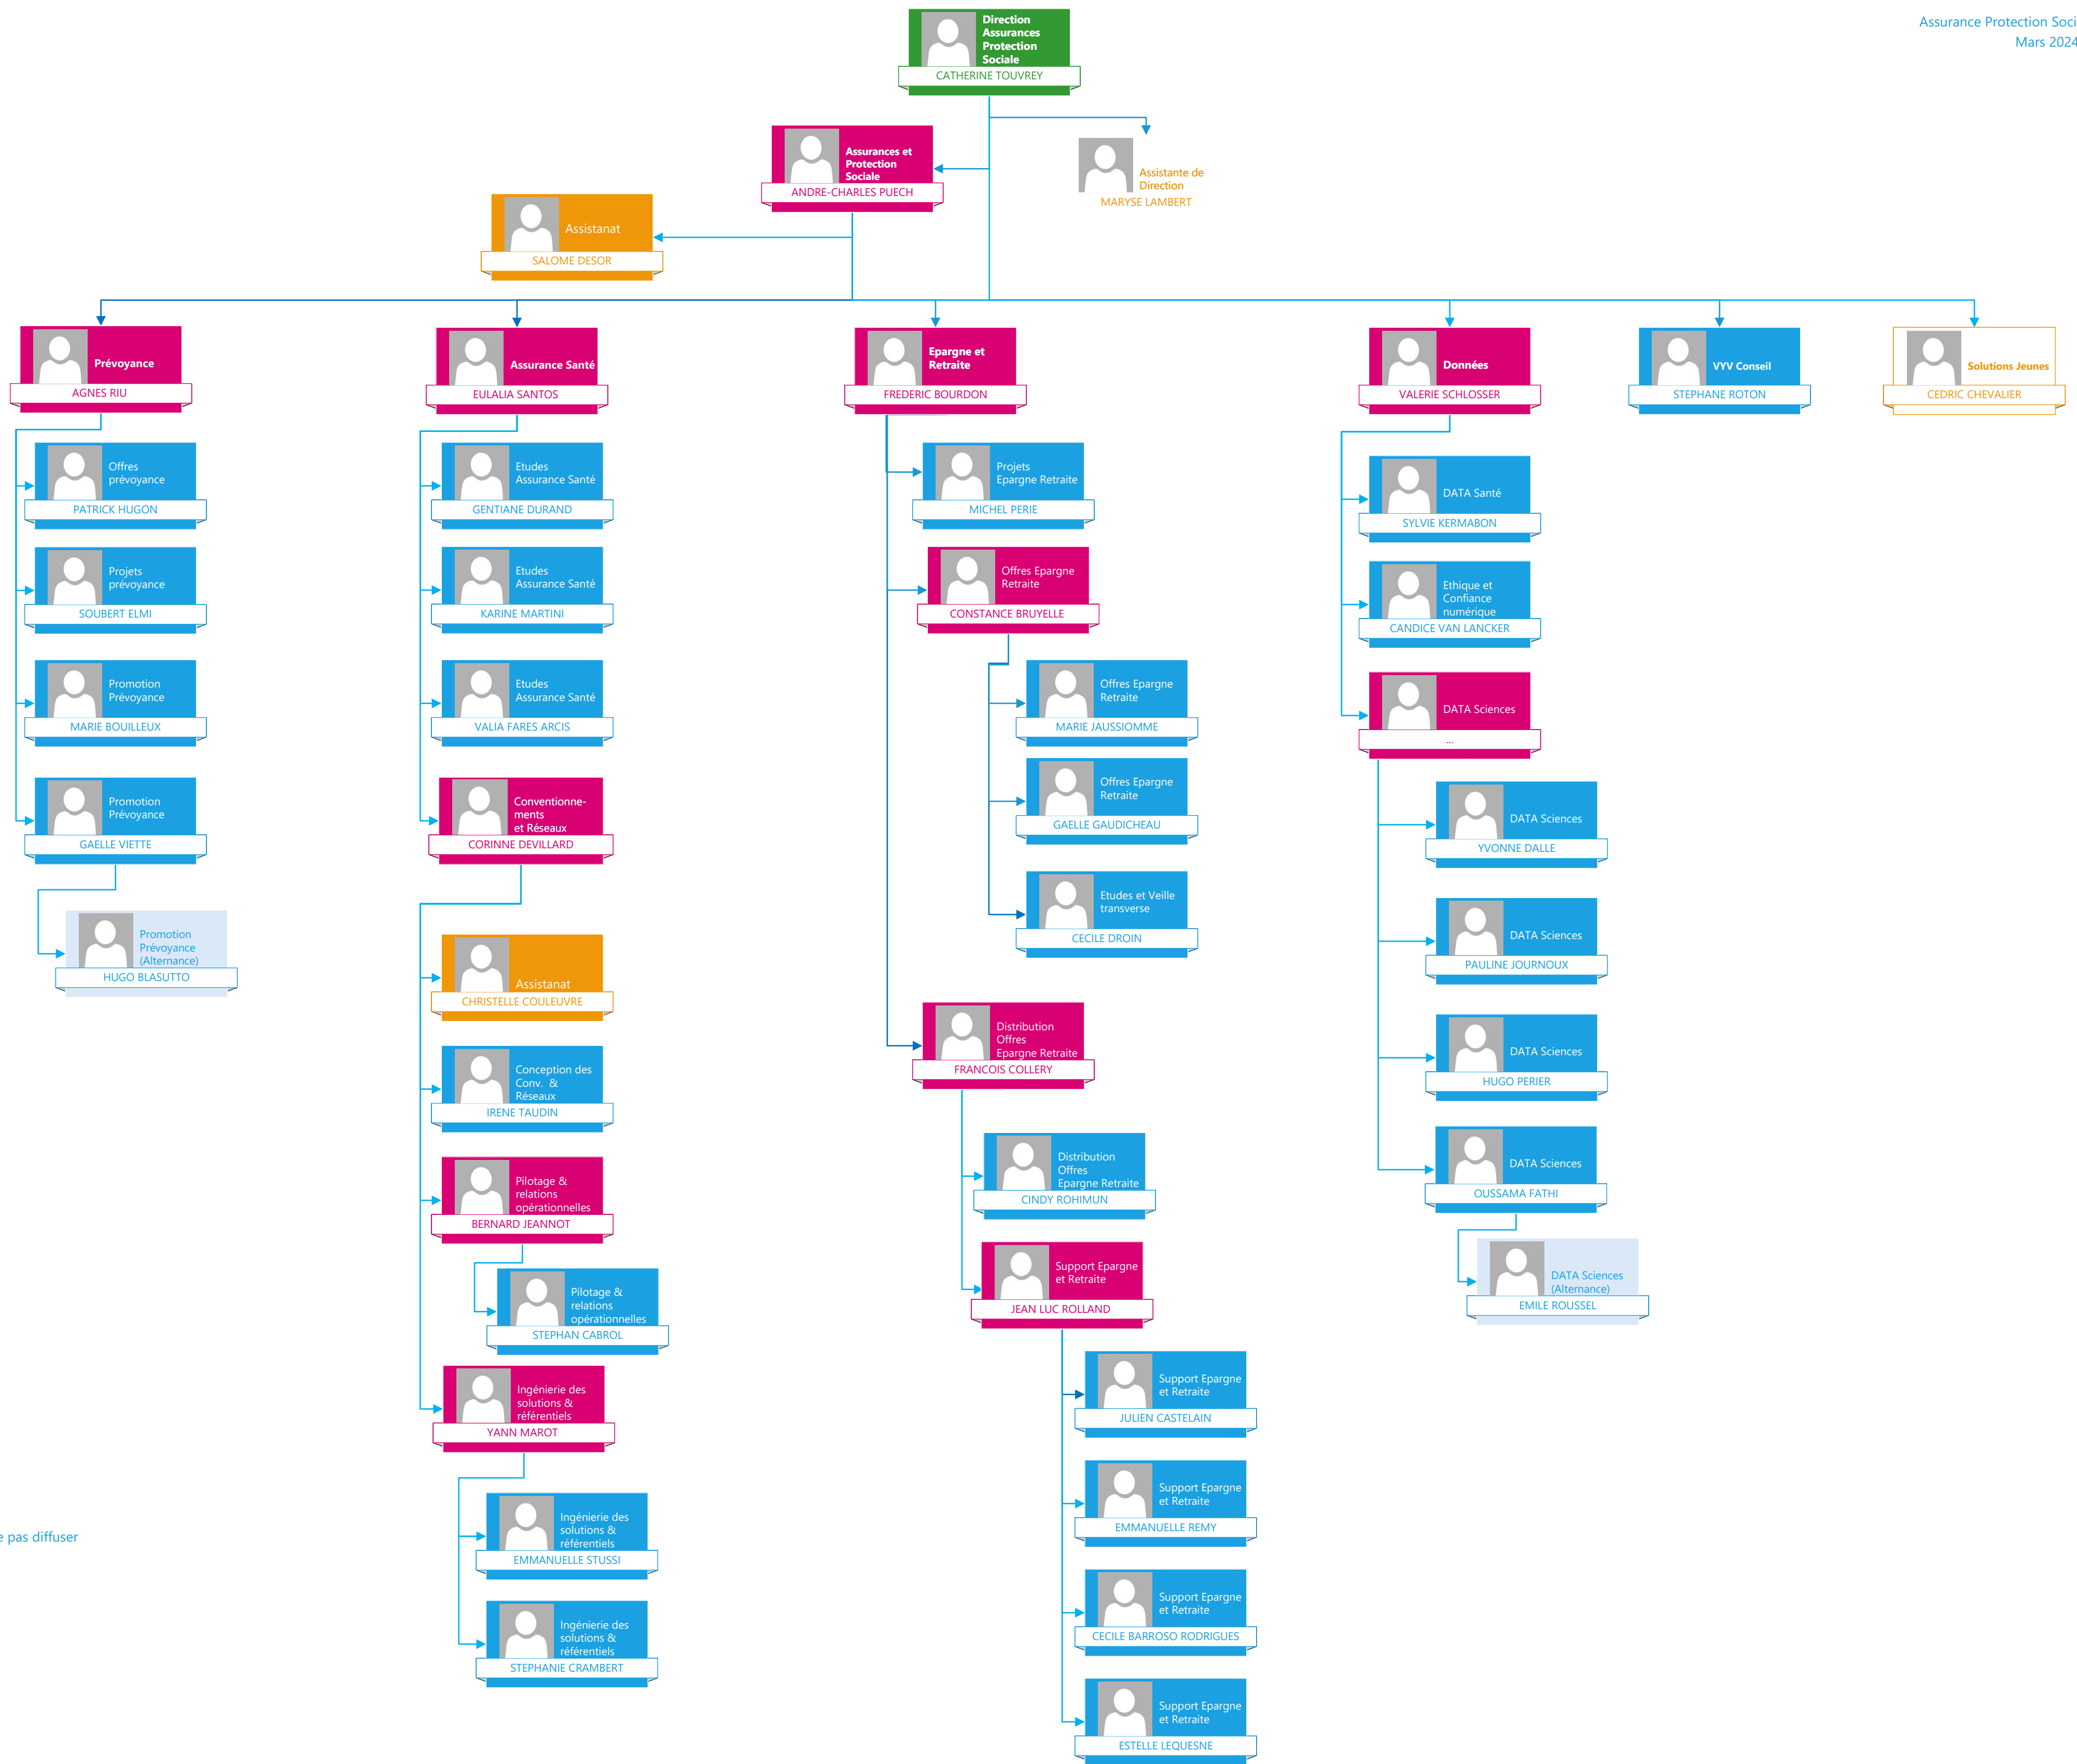 Assurance Protection Soci
Mars 2024
Direction
Assurances
Protection
Sociale
CATHERINE TOUVREY
Assurances et
Protection
Sociale
ANDRE-CHARLES PUECH
Assistante de
Direction
MARYSE LAMBERT
Assistanat
SALOME DESOR
Prévoyance
AGNES RIU
Assurance Santé
EULALIA SANTOS
Epargne et
Retraite
FREDERIC BOURDON
Données
VALERIE SCHLOSSER
VYV Conseil
STEPHANE ROTON
Solutions Jeunes
CEDRIC CHEVALIER
Offres
prévoyance
PATRICK HUGON
Projets
prévoyance
SOUBERT ELMI
Promotion
Prévoyance
MARIE BOUILLEUX
Promotion
Prévoyance
GAELLE VIETTE
Promotion
Prévoyance
(Alternance)
HUGO BLASUTTO
Etudes
Assurance Santé
GENTIANE DURAND
Etudes
Assurance Santé
KARINE MARTINI
Etudes
Assurance Santé
VALIA FARES ARCIS
Conventionne-
ments
et Réseaux
CORINNE DEVILLARD
Assistanat
CHRISTELLE COULEUVRE
Conception des
Conv. &
Réseaux
IRENE TAUDIN
Pilotage &
relations
opérationnelles
BERNARD JEANNOT
Pilotage &
relations
opérationnelles
STEPHAN CABROL
Ingénierie des
solutions &
référentiels
YANN MAROT
Ingénierie des
solutions &
référentiels
EMMANUELLE STUSSI
Ingénierie des
solutions &
référentiels
STEPHANIE CRAMBERT
Projets
Epargne Retraite
MICHEL PERIE
Offres Epargne
Retraite
CONSTANCE BRUYELLE
Offres Epargne
Retraite
MARIE JAUSSIOMME
Offres Epargne
Retraite
GAELLE GAUDICHEAU
Etudes et Veille
transverse
CECILE DROIN
Distribution
Offres
Epargne Retraite
FRANCOIS COLLERY
Distribution
Offres
Epargne Retraite
CINDY ROHIMUN
Support Epargne
et Retraite
JEAN LUC ROLLAND
Support Epargne
et Retraite
JULIEN CASTELAIN
Support Epargne
et Retraite
EMMANUELLE REMY
Support Epargne
et Retraite
CECILE BARROSO RODRIGUES
Support Epargne
et Retraite
ESTELLE LEQUESNE
DATA Santé
SYLVIE KERMABON
Ethique et
Confiance
numérique
CANDICE VAN LANCKER
DATA Sciences
...
DATA Sciences
YVONNE DALLE
DATA Sciences
PAULINE JOURNOUX
DATA Sciences
HUGO PERIER
DATA Sciences
OUSSAMA FATHI
DATA Sciences
(Alternance)
EMILE ROUSSEL
e pas diffuser